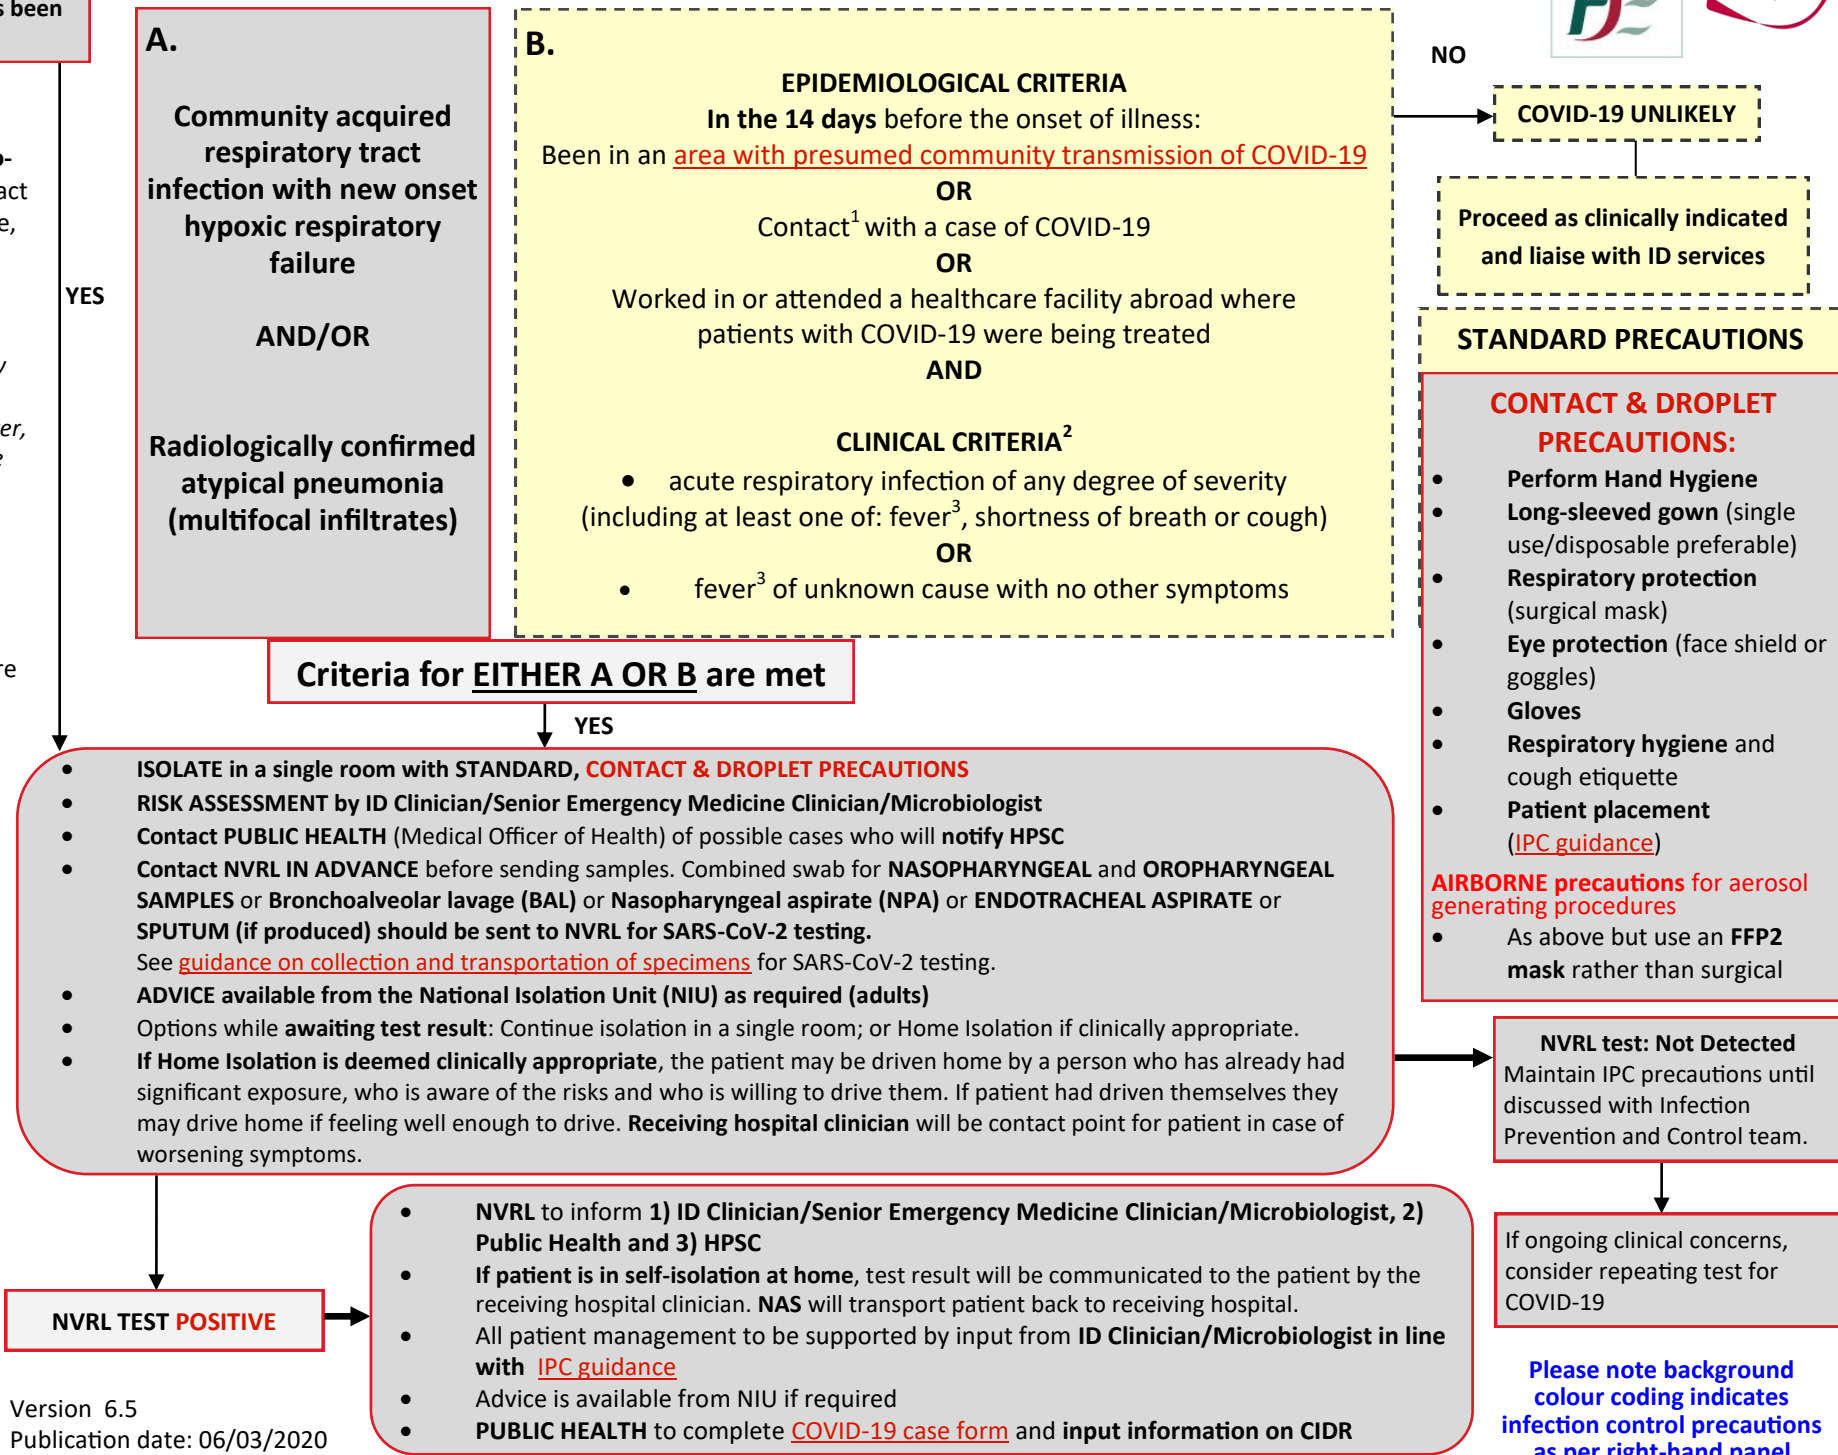 s been
A.
Community acquired
respiratory tract
infection with new onset
hypoxic respiratory
failure
AND/OR
Radiologically confirmed
atypical pneumonia
(multifocal infiltrates)
B.
EPIDEMIOLOGICAL CRITERIA
In the 14 days before the onset of illness:
Been in an area with presumed community transmission of COVID-19
OR
Contact¹ with a case of COVID-19
OR
Worked in or attended a healthcare facility abroad where
patients with COVID-19 were being treated
AND
CLINICAL CRITERIA²
• acute respiratory infection of any degree of severity
(including at least one of: fever³, shortness of breath or cough)
OR
• fever³ of unknown cause with no other symptoms
NO
COVID-19 UNLIKELY
Proceed as clinically indicated
and liaise with ID services
act
e,
YES
er,
re
STANDARD PRECAUTIONS
CONTACT & DROPLET
PRECAUTIONS:
• Perform Hand Hygiene
• Long-sleeved gown (single
use/disposable preferable)
• Respiratory protection
(surgical mask)
• Eye protection (face shield or
goggles)
• Gloves
• Respiratory hygiene and
cough etiquette
• Patient placement
(IPC guidance)
AIRBORNE precautions for aerosol
generating procedures
• As above but use an FFP2
mask rather than surgical
Criteria for EITHER A OR B are met
YES
• ISOLATE in a single room with STANDARD, CONTACT & DROPLET PRECAUTIONS
• RISK ASSESSMENT by ID Clinician/Senior Emergency Medicine Clinician/Microbiologist
• Contact PUBLIC HEALTH (Medical Officer of Health) of possible cases who will notify HPSC
• Contact NVRL IN ADVANCE before sending samples. Combined swab for NASOPHARYNGEAL and OROPHARYNGEAL
SAMPLES or Bronchoalveolar lavage (BAL) or Nasopharyngeal aspirate (NPA) or ENDOTRACHEAL ASPIRATE or
SPUTUM (if produced) should be sent to NVRL for SARS-CoV-2 testing.
See guidance on collection and transportation of specimens for SARS-CoV-2 testing.
• ADVICE available from the National Isolation Unit (NIU) as required (adults)
• Options while awaiting test result: Continue isolation in a single room; or Home Isolation if clinically appropriate.
• If Home Isolation is deemed clinically appropriate, the patient may be driven home by a person who has already had
significant exposure, who is aware of the risks and who is willing to drive them. If patient had driven themselves they
may drive home if feeling well enough to drive. Receiving hospital clinician will be contact point for patient in case of
worsening symptoms.
NVRL test: Not Detected
Maintain IPC precautions until
discussed with Infection
Prevention and Control team.
If ongoing clinical concerns,
consider repeating test for
COVID-19
NVRL TEST POSITIVE
• NVRL to inform 1) ID Clinician/Senior Emergency Medicine Clinician/Microbiologist, 2)
Public Health and 3) HPSC
• If patient is in self-isolation at home, test result will be communicated to the patient by the
receiving hospital clinician. NAS will transport patient back to receiving hospital.
• All patient management to be supported by input from ID Clinician/Microbiologist in line
with IPC guidance
• Advice is available from NIU if required
• PUBLIC HEALTH to complete COVID-19 case form and input information on CIDR
Version 6.5
Publication date: 06/03/2020
Please note background
colour coding indicates
infection control precautions
as per right-hand panel